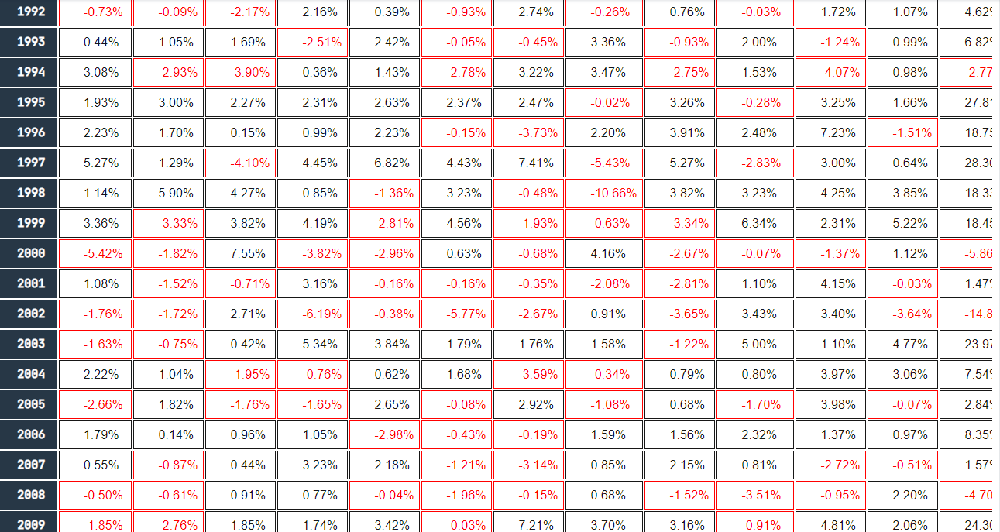 1992 -0.73% -0.09% -2.17% 2.16% 0.39% -0.93% 2.74% -0.26% 0.76% -0.03% 1.72% 1.07% 4.62%
1993 0.44% 1.05% 1.69% -2.51% 2.42% -0.05% -0.45% 3.36% -0.93% 2.00% -1.24% 0.99% 6.82%
1994 3.08% -2.93% -3.90% 0.36% 1.43% -2.78% 3.22% 3.47% -2.75% 1.53% -4.07% 0.98% -2.77
1995 1.93% 3.00% 2.27% 2.31% 2.63% 2.37% 2.47% -0.02% 3.26% -0.28% 3.25% 1.66% 27.81
1996 2.23% 1.70% 0.15% 0.99% 2.23% -0.15% -3.73% 2.20% 3.91% 2.48% 7.23% -1.51% 18.75
1997 5.27% 1.29% -4.10% 4.45% 6.82% 4.43% 7.41% -5.43% 5.27% -2.83% 3.00% 0.64% 28.30
1998 1.14% 5.90% 4.27% 0.85% -1.36% 3.23% -0.48% -10.66% 3.82% 3.23% 4.25% 3.85% 18.33
1999 3.36% -3.33% 3.82% 4.19% -2.81% 4.56% -1.93% -0.63% -3.34% 6.34% 2.31% 5.22% 18.45
2000 -5.42% -1.82% 7.55% -3.82% -2.96% 0.63% -0.68% 4.16% -2.67% -0.07% -1.37% 1.12% -5.86
2001 1.08% -1.52% -0.71% 3.16% -0.16% -0.16% -0.35% -2.08% -2.81% 1.10% 4.15% -0.03% 1.47%
2002 -1.76% -1.72% 2.71% -6.19% -0.38% -5.77% -2.67% 0.91% -3.65% 3.43% 3.40% -3.64% -14.8
2003 -1.63% -0.75% 0.42% 5.34% 3.84% 1.79% 1.76% 1.58% -1.22% 5.00% 1.10% 4.77% 23.97
2004 2.22% 1.04% -1.95% -0.76% 0.62% 1.68% -3.59% -0.34% 0.79% 0.80% 3.97% 3.06% 7.54%
2005 -2.66% 1.82% -1.76% -1.65% 2.65% -0.08% 2.92% -1.08% 0.68% -1.70% 3.98% -0.07% 2.84%
2006 1.79% 0.14% 0.96% 1.05% -2.98% -0.43% -0.19% 1.59% 1.56% 2.32% 1.37% 0.97% 8.35%
2007 0.55% -0.87% 0.44% 3.23% 2.18% -1.21% -3.14% 0.85% 2.15% 0.81% -2.72% -0.51% 1.57%
2008 -0.50% -0.61% 0.91% 0.77% -0.04% -1.96% -0.15% 0.68% -1.52% -3.51% -0.95% 2.20% -4.70
2009 -1.85% -2.76% 1.85% 1.74% 3.42% -0.03% 7.21% 3.70% 3.16% -0.91% 4.81% 2.06% 24.30